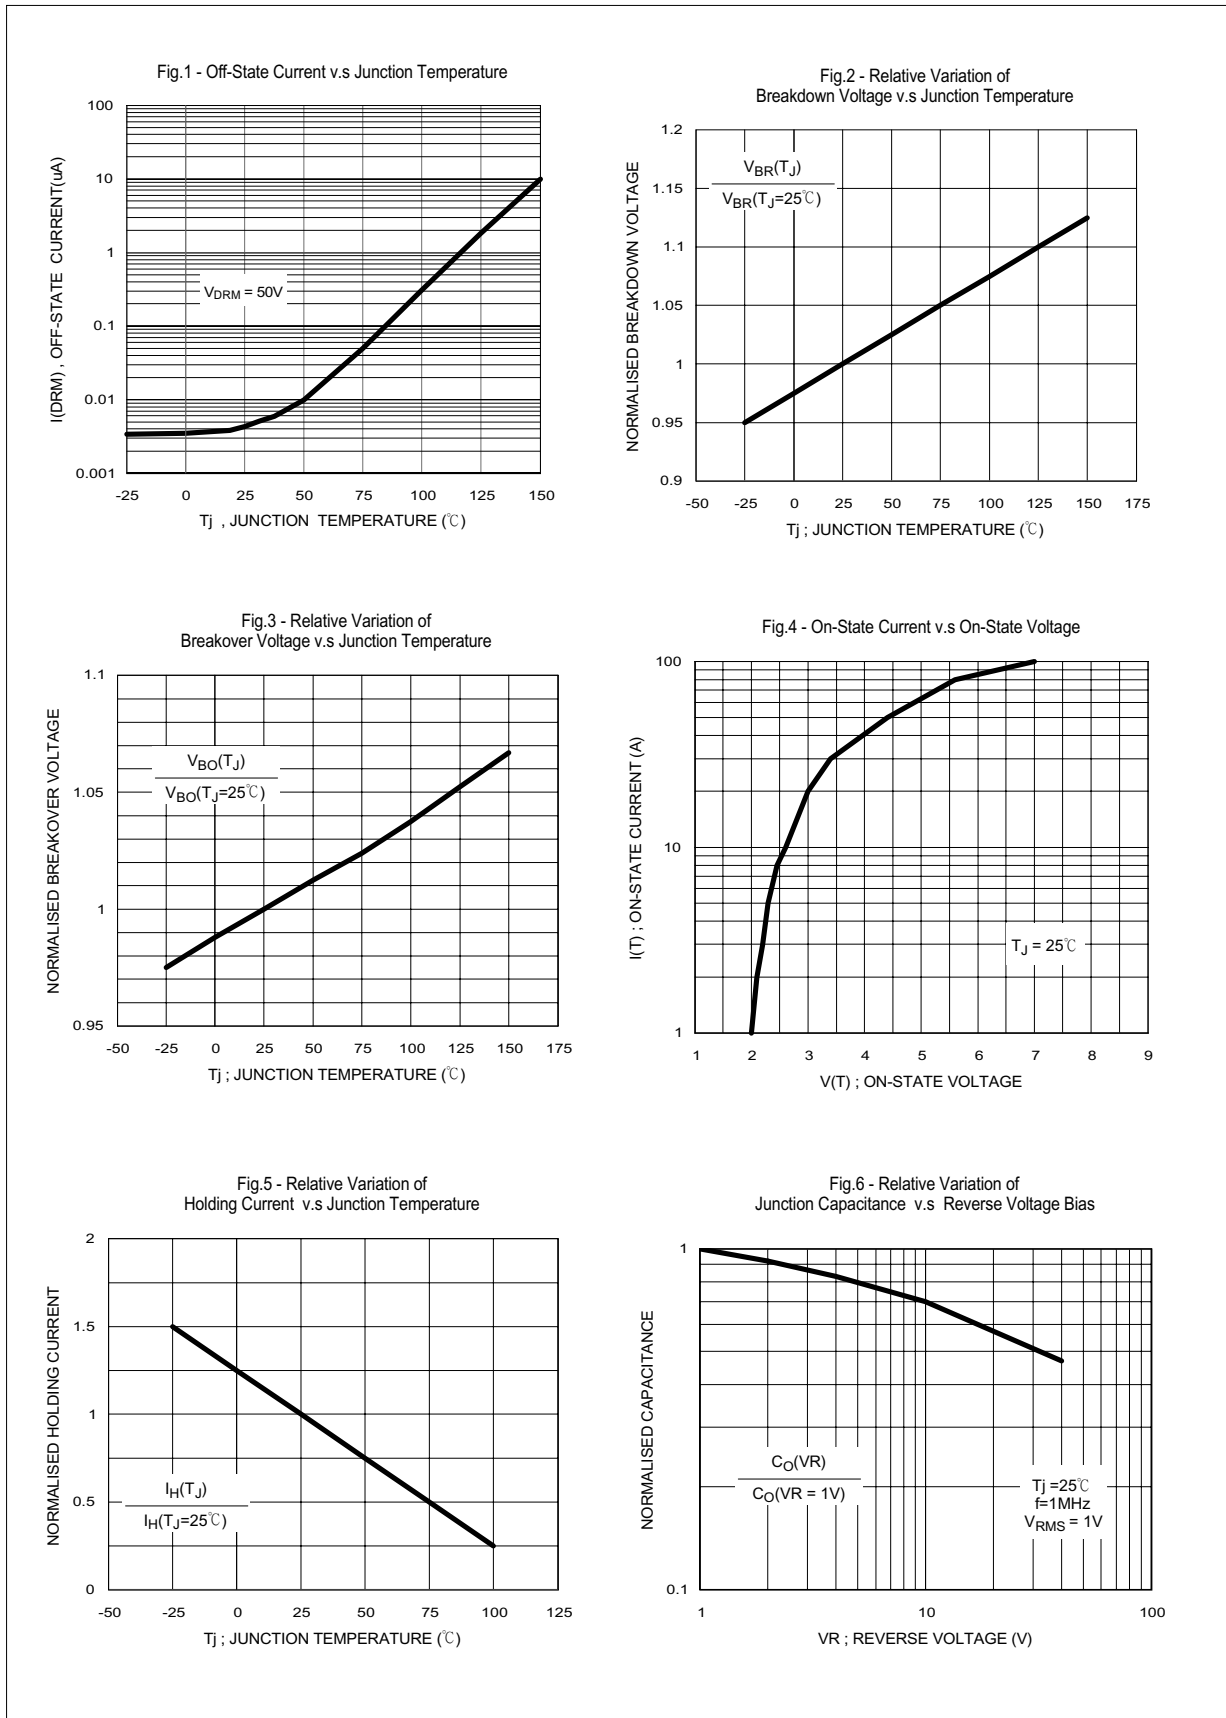 Fig.1 - Off-State Current v.s Junction Temperature
I(DRM) , OFF-STATE CURRENT(uA)
100
10
1
0.1
0.01
0.001
VDRM = 50V
-25 0 25 50 75 100 125 150
Tj , JUNCTION TEMPERATURE (℃)
Fig.2 - Relative Variation of
Breakdown Voltage v.s Junction Temperature
NORMALISED BREAKDOWN VOLTAGE
1.2
1.15
1.1
1.05
1
0.95
0.9
VBR(TJ)
VBR(TJ=25℃)
-50 -25 0 25 50 75 100 125 150 175
Tj ; JUNCTION TEMPERATURE (℃)
Fig.3 - Relative Variation of
Breakover Voltage v.s Junction Temperature
NORMALISED BREAKOVER VOLTAGE
1.1
1.05
1
0.95
VBO(TJ)
VBO(TJ=25℃)
-50 -25 0 25 50 75 100 125 150 175
Tj ; JUNCTION TEMPERATURE (℃)
Fig.4 - On-State Current v.s On-State Voltage
I(T) ; ON-STATE CURRENT (A)
100
10
1
TJ = 25℃
1 2 3 4 5 6 7 8 9
V(T) ; ON-STATE VOLTAGE
Fig.5 - Relative Variation of
Holding Current v.s Junction Temperature
NORMALISED HOLDING CURRENT
2
1.5
1
0.5
0
IH(TJ)
IH(TJ=25℃)
-50 -25 0 25 50 75 100 125
Tj ; JUNCTION TEMPERATURE (℃)
Fig.6 - Relative Variation of
Junction Capacitance v.s Reverse Voltage Bias
NORMALISED CAPACITANCE
1
0.1
CO(VR)
CO(VR = 1V)
Tj =25℃
f=1MHz
VRMS = 1V
1 10 100
VR ; REVERSE VOLTAGE (V)